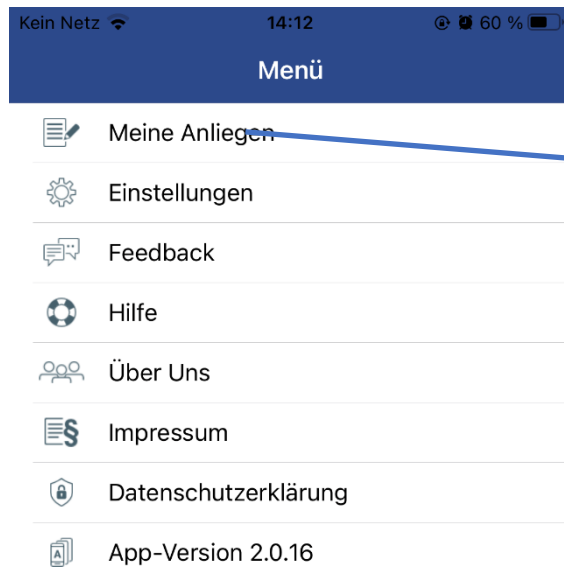 Kein Netz 14:12 60 %
Menü
Meine Anliegen
Einstellungen
Feedback
Hilfe
Über Uns
Impressum
Datenschutzerklärung
App-Version 2.0.16